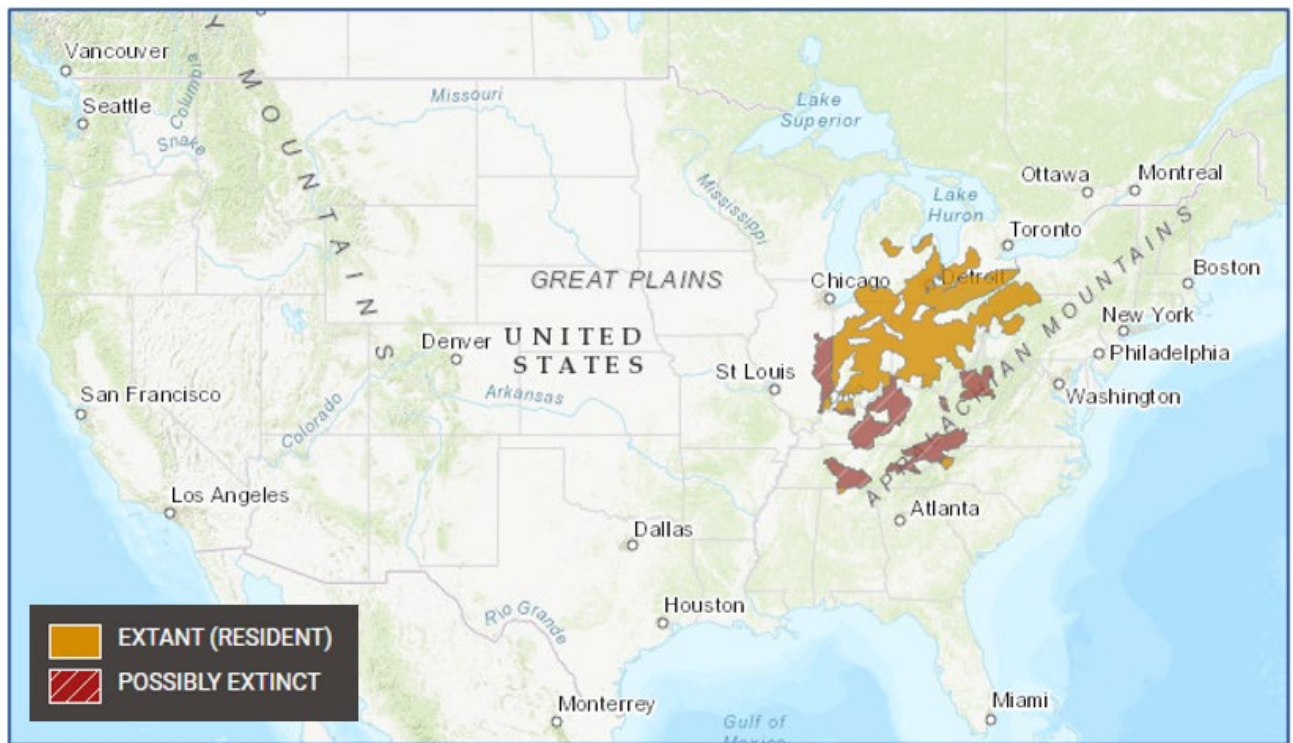 Vancouver
Seattle
Columbia
Snake
Y MOUNTAINS
Missouri
Lake
Superior
Ottawa
Montreal
Mississippi
Lake
Huron
Toronto
GREAT PLAINS
Chicago
Detroit
Boston
New York
Denver
UNITED
STATES
St Louis
Philadelphia
Washington
San Francisco
Colorado
Arkansas
APPALACHIAN MOUNTAINS
Los Angeles
Atlanta
Dallas
Rio Grande
Houston
EXTANT (RESIDENT)
POSSIBLY EXTINCT
Monterrey
Miami
Gulf of
Mexico